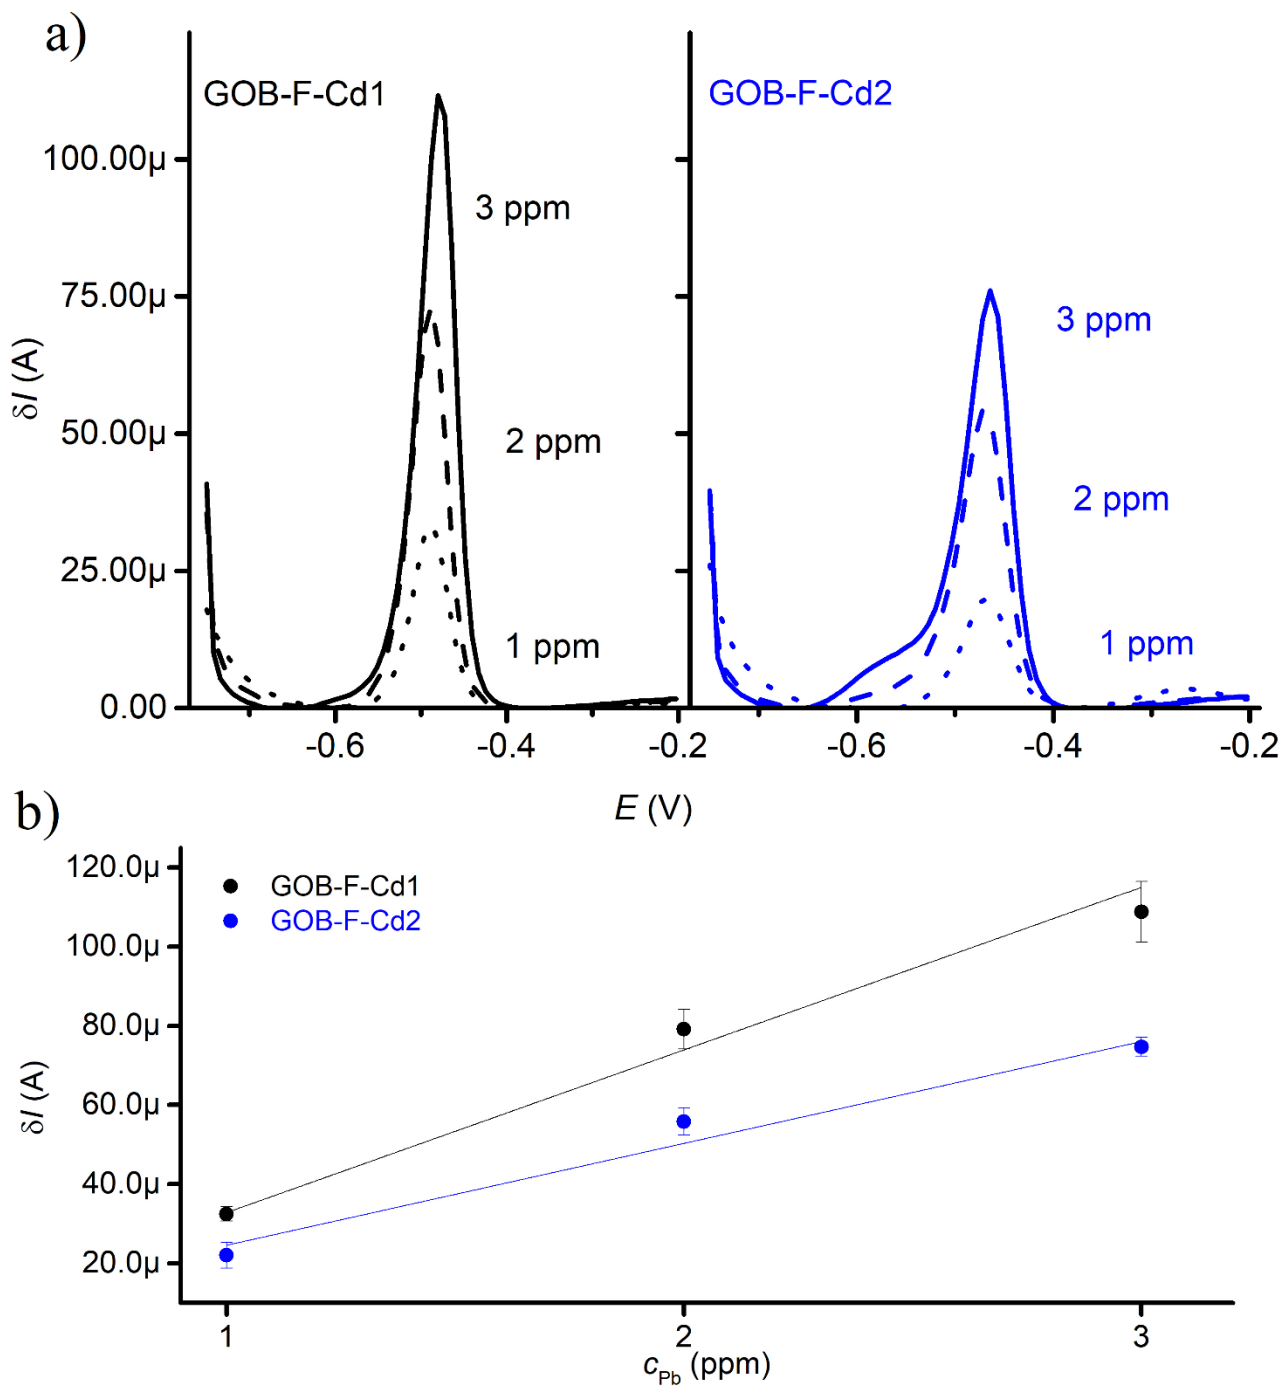 a)
GOB-F-Cd1
GOB-F-Cd2
100.00µ
75.00µ
50.00µ
25.00µ
0.00
δI (A)
3 ppm
2 ppm
1 ppm
3 ppm
2 ppm
1 ppm
-0.6 -0.4 -0.2 -0.6 -0.4 -0.2
E (V)
b)
120.0µ
100.0µ
80.0µ
60.0µ
40.0µ
20.0µ
δI (A)
GOB-F-Cd1
GOB-F-Cd2
1 2 3
cPb (ppm)